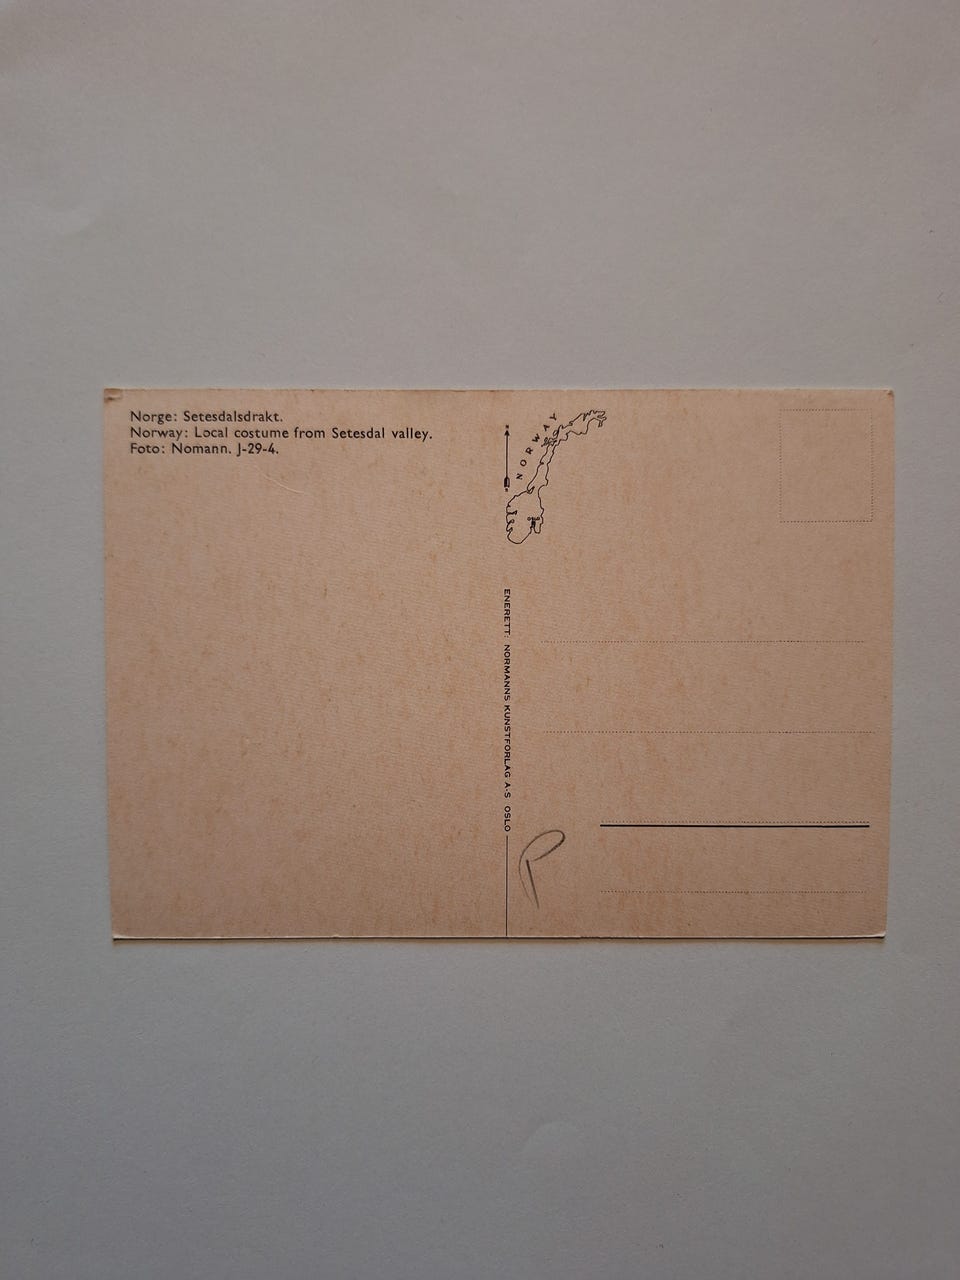 Norge: Setesdalsdrakt.
Norway: Local costume from Setesdal valley.
Foto: Nomann. J-29-4.
NORWAY
OSLO
ENERETT: NORMANNS KUNSTFORLAG A·S OSLO
P